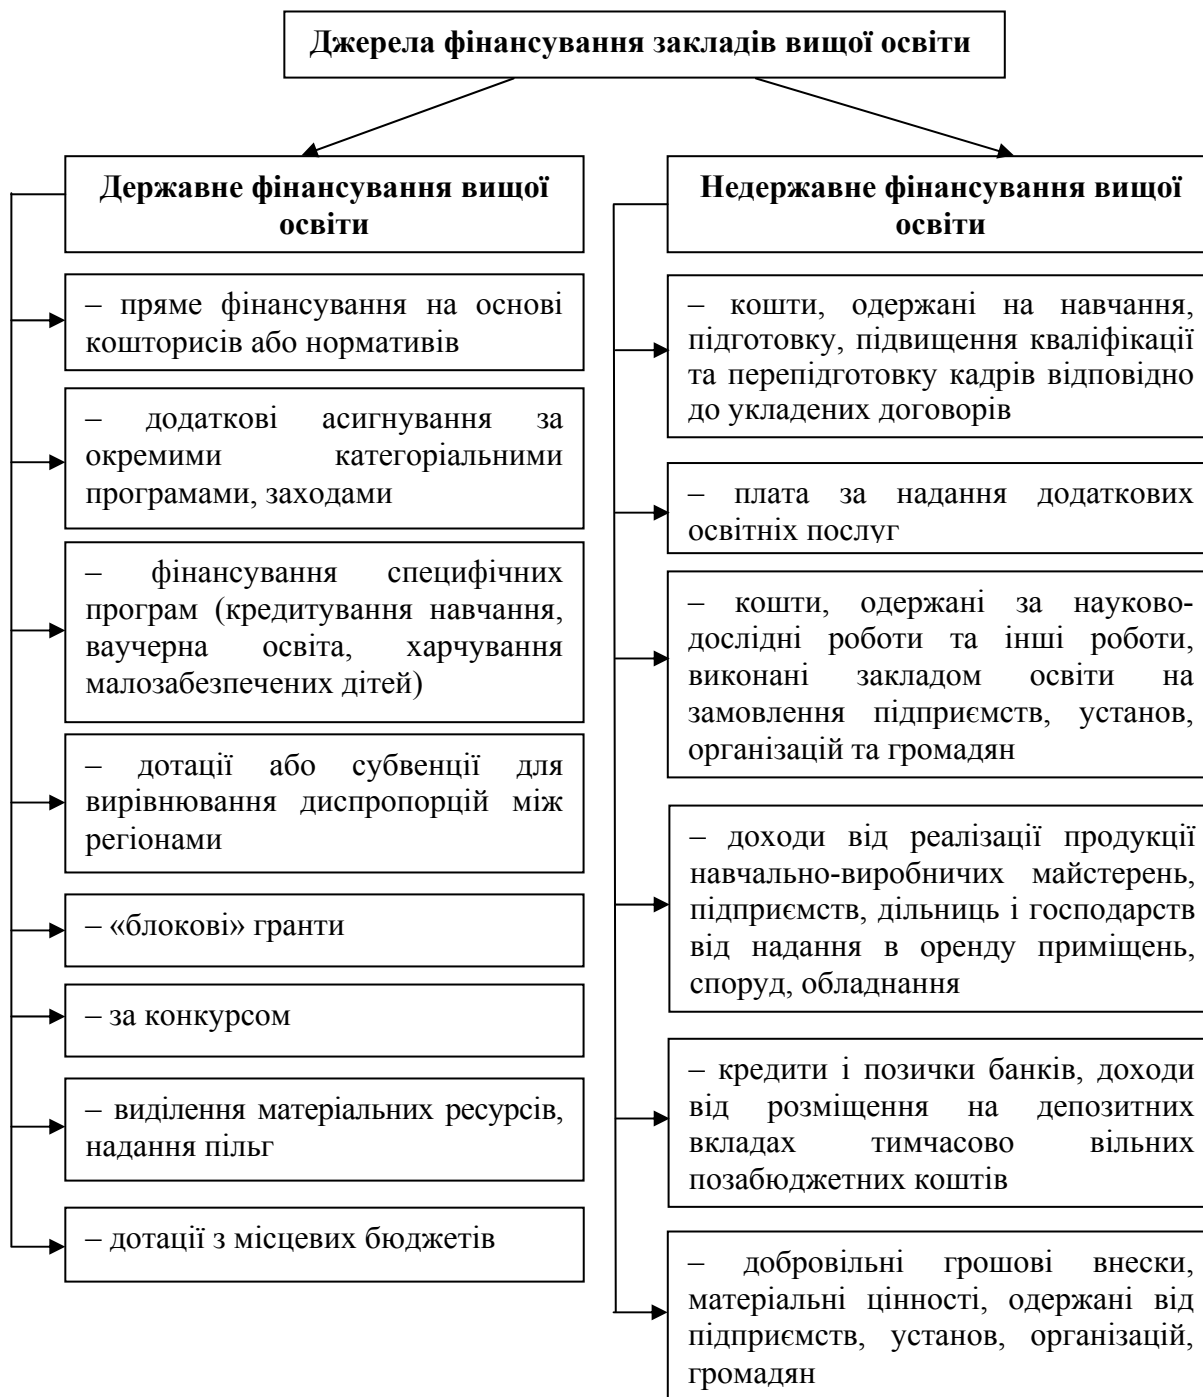 Джерела фінансування закладів вищої освіти
Державне фінансування вищої
освіти
– пряме фінансування на основі
кошторисів або нормативів
– додаткові асигнування за
окремими категоріальними
програмами, заходами
– фінансування специфічних
програм (кредитування навчання,
ваучерна освіта, харчування
малозабезпечених дітей)
– дотації або субвенції для
вирівнювання диспропорцій між
регіонами
– «блокові» гранти
– за конкурсом
– виділення матеріальних ресурсів,
надання пільг
– дотації з місцевих бюджетів
Недержавне фінансування вищої
освіти
– кошти, одержані на навчання,
підготовку, підвищення кваліфікації
та перепідготовку кадрів відповідно
до укладених договорів
– плата за надання додаткових
освітніх послуг
– кошти, одержані за науково-
дослідні роботи та інші роботи,
виконані закладом освіти на
замовлення підприємств, установ,
організацій та громадян
– доходи від реалізації продукції
навчально-виробничих майстерень,
підприємств, дільниць і господарств
від надання в оренду приміщень,
споруд, обладнання
– кредити і позички банків, доходи
від розміщення на депозитних
вкладах тимчасово вільних
позабюджетних коштів
– добровільні грошові внески,
матеріальні цінності, одержані від
підприємств, установ, організацій,
громадян